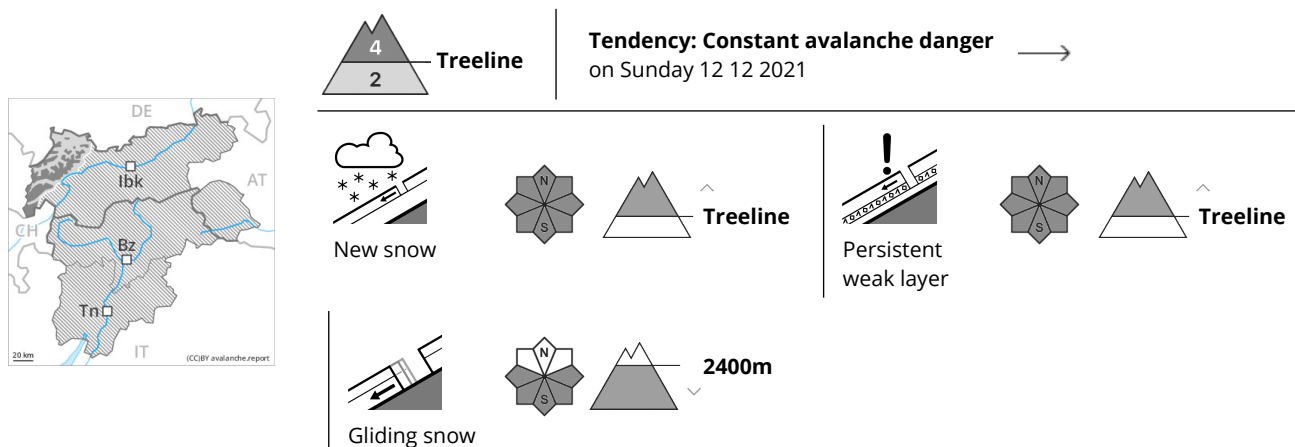 4
2
Treeline
Tendency: Constant avalanche danger
on Sunday 12 12 2021
DE
Ibk
AT
CH
Bz
Tn
IT
20 km
(CC)BY avalanche.report
N
S
Treeline
New snow
N
S
Treeline
Persistent
weak layer
N
S
2400m
Gliding snow